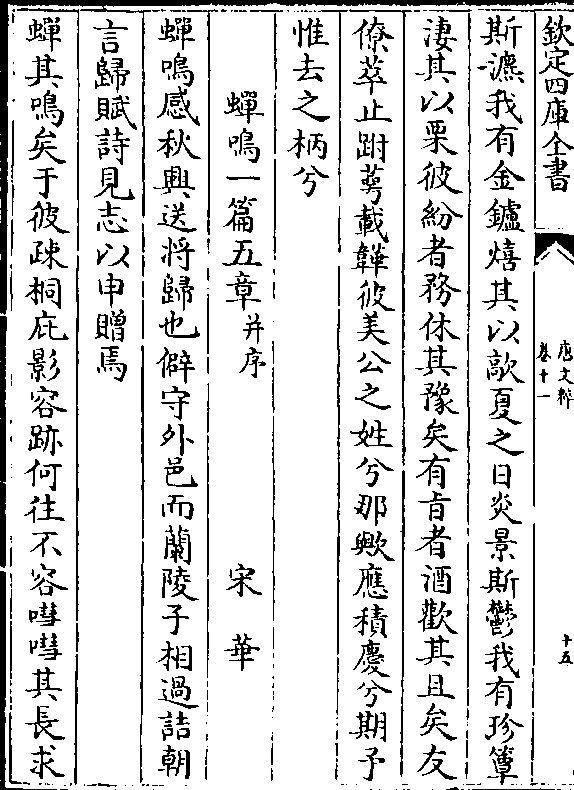 欽定四庫全書
唐文粹
卷十一
十五
斯濃我有金鑪熺其以歊夏之日炎景斯鬱我有珍簟
淒其以栗彼紛者務休其豫矣有旨者酒歡其且矣友
僚萃止跗萼載韡彼美公之姓兮那歟應積慶兮期予
惟去之柄兮
蟬鳴一篇五章并序 宋華
蟬鳴感秋興送將歸也僻守外邑而蘭陵子相過詰朝
言歸賦詩見志以申贈焉
蟬其鳴矣于彼疎桐庇影容跡何往不容嘒嘒其長求